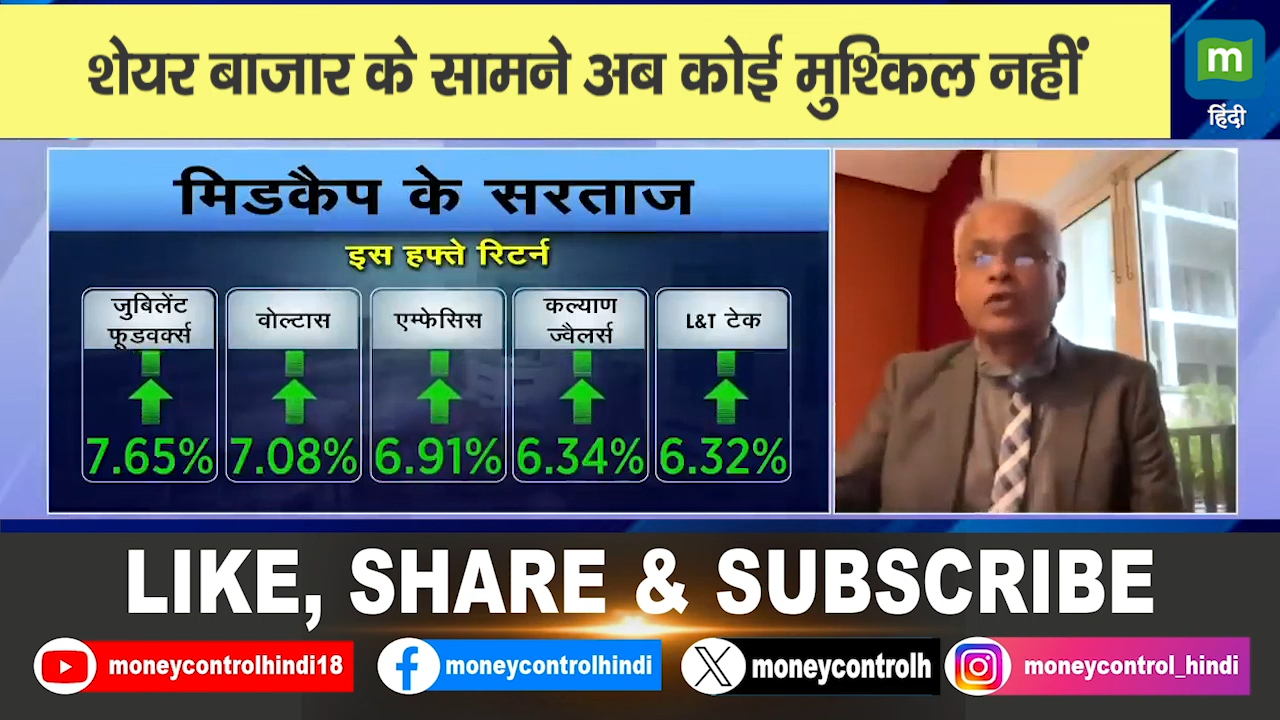 शेयर बाजार के सामने अब कोई मुश्किल नहीं
m
हिंदी
मिडकैप के सरताज
इस हफ्ते रिटर्न
जुबिलेंट
फूडवर्क्स
वोल्टास
एम्फेसिस
कल्याण
ज्वैलर्स
L&T टेक
7.65% 7.08% 6.91% 6.34% 6.32%
LIKE, SHARE & SUBSCRIBE
moneycontrolhindi18 moneycontrolhindi moneycontrolh moneycontrol_hindi